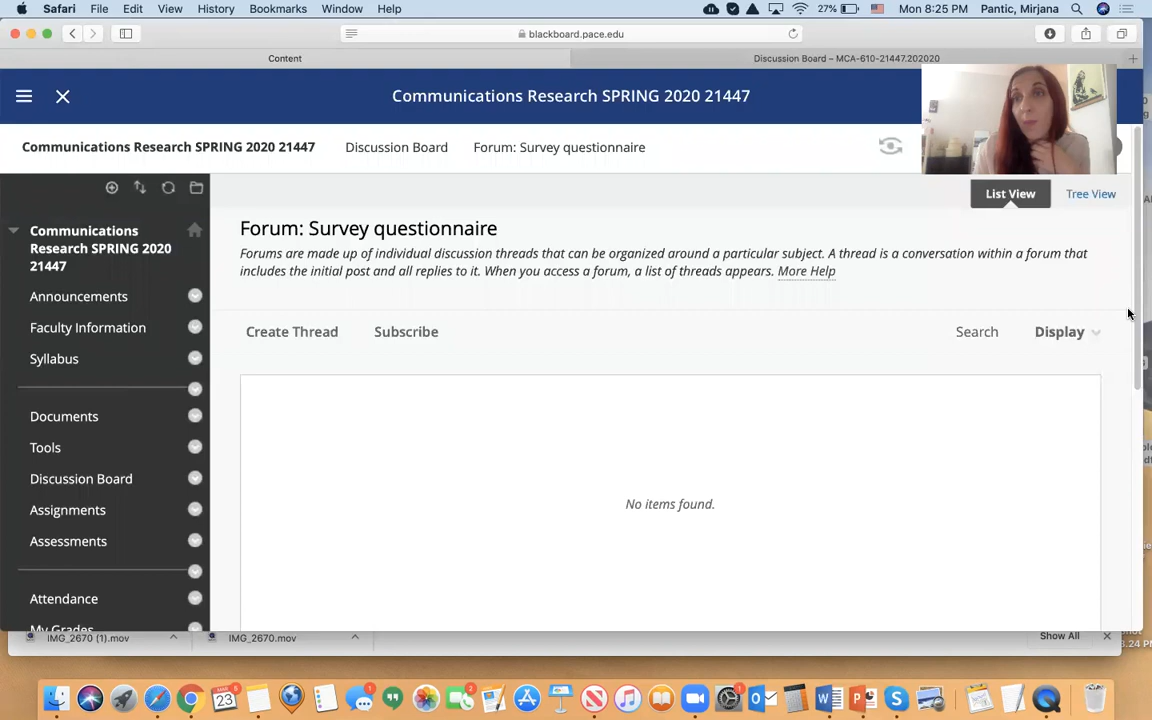 Safari File Edit View History Bookmarks Window Help 27% Mon 8:25 PM Pantic, Mirjana
blackboard.pace.edu
Content Discussion Board – MCA-610-21447.202020
Communications Research SPRING 2020 21447
Communications Research SPRING 2020 21447 Discussion Board Forum: Survey questionnaire
List View Tree View
Communications
Research SPRING 2020
21447
Announcements
Faculty Information
Syllabus
Documents
Tools
Discussion Board
Assignments
Assessments
Attendance
My Grades
Forum: Survey questionnaire
Forums are made up of individual discussion threads that can be organized around a particular subject. A thread is a conversation within a forum that
includes the initial post and all replies to it. When you access a forum, a list of threads appears. More Help
Create Thread Subscribe Search Display
No items found.
IMG_2670 (1).mov IMG_2670.mov Show All
MAR
23